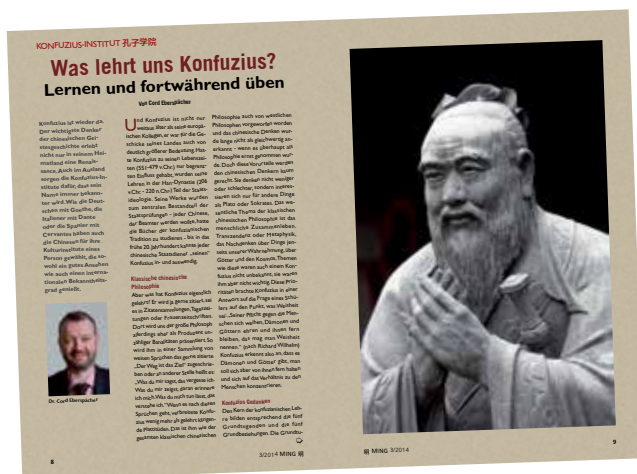 KONFUZIUS-INSTITUT 孔子学院
Was lehrt uns Konfuzius?
Lernen und fortwährend üben
Von Cord Eberspächer
Konfuzius ist wieder da.
Der wichtigste Denker
der chinesischen Gei-
stesgeschichte erlebt
nicht nur in seinem Hei-
matland eine Renais-
sance. Auch im Ausland
sorgen die Konfuzius-In-
stitute dafür, dass sein
Name immer bekann-
ter wird. Wie die Deut-
schen mit Goethe, die
Italiener mit Dante
oder die Spanier mit
Cervantes haben auch
die Chinesen für ihre
Kulturinstitute eines
Person gewählt, die so-
wohl ein gutes Ansehen
wie auch einen interna-
tionalen Bekanntheits-
grad genießt.
Dr. Cord Eberspächer
Und Konfuzius ist nicht nur
weitaus älter als seine europä-
ischen Kollegen, er war für die Ge-
schicke seines Landes auch von
deutlich größerer Bedeutung. Hat-
te Konfuzius zu seinen Lebenszei-
ten (551-479 v.Chr.) nur begrenz-
ten Einfluss gehabt, wurden seine
Lehren in der Han-Dynastie (206
v.Chr. - 220 n.Chr.) Teil der Staats-
ideologie. Seine Werke wurden
zum zentralen Bestandteil der
Staatsprüfungen - jeder Chinese,
der Beamter werden wollte, hatte
die Bücher der konfuzianischen
Tradition zu studieren - bis in das
frühe 20. Jahrhundert konnte jeder
chinesische Staatsdiener „seinen"
Konfuzius in- und auswendig.
Klassische chinesische
Philosophie
Aber was hat Konfuzius eigentlich
gelehrt? Er wird ja gerne zitiert, sei
es in Zitatensammlungen, Tageszei-
tungen oder Frauenzeitschriften.
Dort wird uns der große Philosoph
allerdings eher als Produzent un-
zähliger Banalitäten präsentiert. So
wird ihm in einer Sammlung von
weisen Sprüchen das gerne zitierte
„Der Weg ist das Ziel" zugeschrie-
ben oder an anderer Stelle heißt es:
„Was du mir sagst, das vergesse ich.
Was du mir zeigst, daran erinnere
ich mich. Was du mich tun lässt, das
verstehe ich." Wenn es nach diesen
Sprüchen geht, verbreitete Konfu-
zius wenig mehr als gelehrt klingen-
de Plattitüden. Das ist ihm wie der
gesamten klassischen chinesischen
Philosophie auch von westlichen
Philosophen vorgeworfen worden
und das chinesische Denken wur-
de lange nicht als gleichwertig an-
erkannt - wenn es überhaupt als
Philosophie ernst genommen wur-
de. Doch diese Vorurteile werden
den chinesischen Denkern kaum
gerecht. Sie denken nicht weniger
oder schlechter, sondern interes-
sieren sich nur für andere Dinge
als Plato oder Sokrates. Das we-
sentliche Thema der klassischen
chinesischen Philosophie ist das
menschliche Zusammenleben.
Transzendenz oder Metaphysik,
das Nachdenken über Dinge jen-
seits unserer Wahrnehmung, über
Götter und den Kosmos, Themen
wie diese waren auch einem Kon-
fuzius nicht unbekannt, sie waren
ihm aber nicht wichtig. Diese Prio-
ritäten brachte Konfuzius in einer
Antwort auf die Frage eines Schü-
lers auf den Punkt, was Weisheit
sei: „Seiner Pflicht gegen die Men-
schen sich weihen, Dämonen und
Göttern ehren und ihnen fern
bleiben, das mag man Weisheit
nennen." (nach Richard Wilhelm)
Konfuzius erkennt also an, dass es
Dämonen und Götter gibt, man
soll sich aber von ihnen fern halten
und sich auf das Verhältnis zu den
Menschen konzentrieren.
Konfuzius Gedanken
Den Kern der konfuzianischen Leh-
re bilden entsprechend die fünf
Grundtugenden und die fünf
Grundbeziehungen. Die Grundtu-
8
3/2014 MING 明
明 MING 3/2014
9